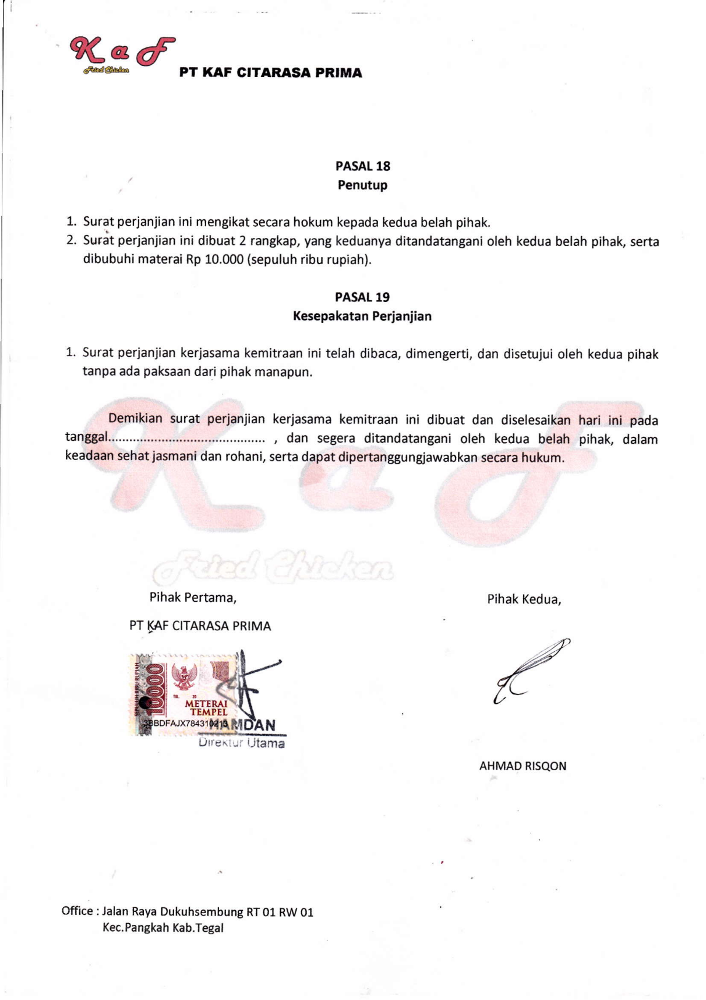 KaF
Fried Chicken
PT KAF CITARASA PRIMA
PASAL 18
Penutup
1. Surat perjanjian ini mengikat secara hokum kepada kedua belah pihak.
2. Surat perjanjian ini dibuat 2 rangkap, yang keduanya ditandatangani oleh kedua belah pihak, serta
dibubuhi materai Rp 10.000 (sepuluh ribu rupiah).
PASAL 19
Kesepakatan Perjanjian
1. Surat perjanjian kerjasama kemitraan ini telah dibaca, dimengerti, dan disetujui oleh kedua pihak
tanpa ada paksaan dari pihak manapun.
KaF
Demikian surat perjanjian kerjasama kemitraan ini dibuat dan diselesaikan hari ini pada
tanggal............................................. , dan segera ditandatangani oleh kedua belah pihak, dalam
keadaan sehat jasmani dan rohani, serta dapat dipertanggungjawabkan secara hukum.
Fried Chicken
Pihak Pertama,
Pihak Kedua,
PT KAF CITARASA PRIMA
SEPULUH RIBU RUPIAH
10000
TGL. 20
METERAI
TEMPEL
BBDFAJX784310213
HAMDAN
Direktur Utama
AHMAD RISQON
Office : Jalan Raya Dukuhsembung RT 01 RW 01
Kec.Pangkah Kab.Tegal